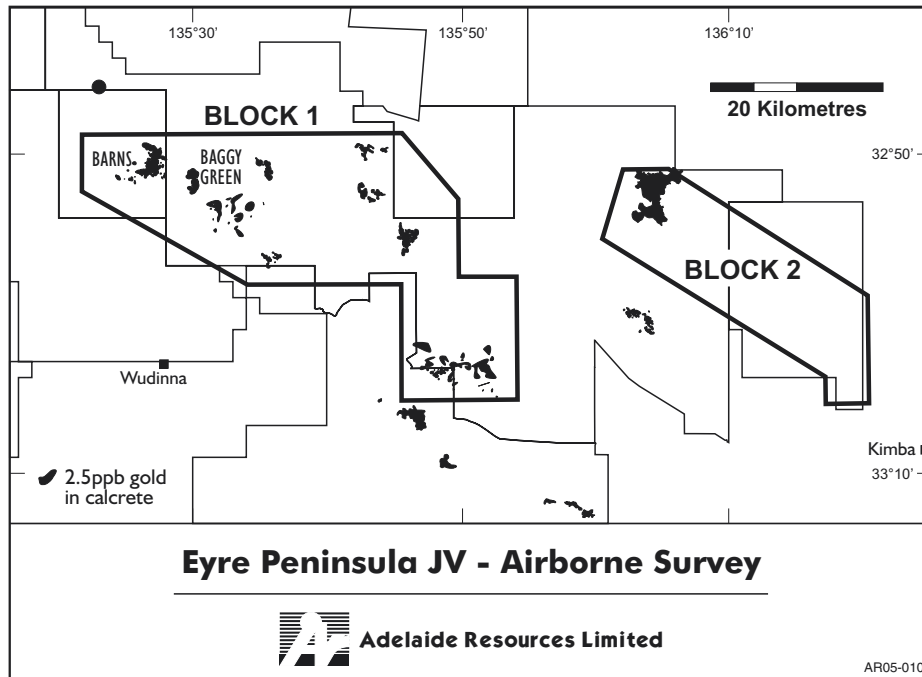 135°30'
135°50'
136°10'
20 Kilometres
BLOCK 1
32°50'
BARNS
BAGGY
GREEN
BLOCK 2
Wudinna
Kimba
2.5ppb gold
in calcrete
33°10'
Eyre Peninsula JV - Airborne Survey
Adelaide Resources Limited
AR05-010